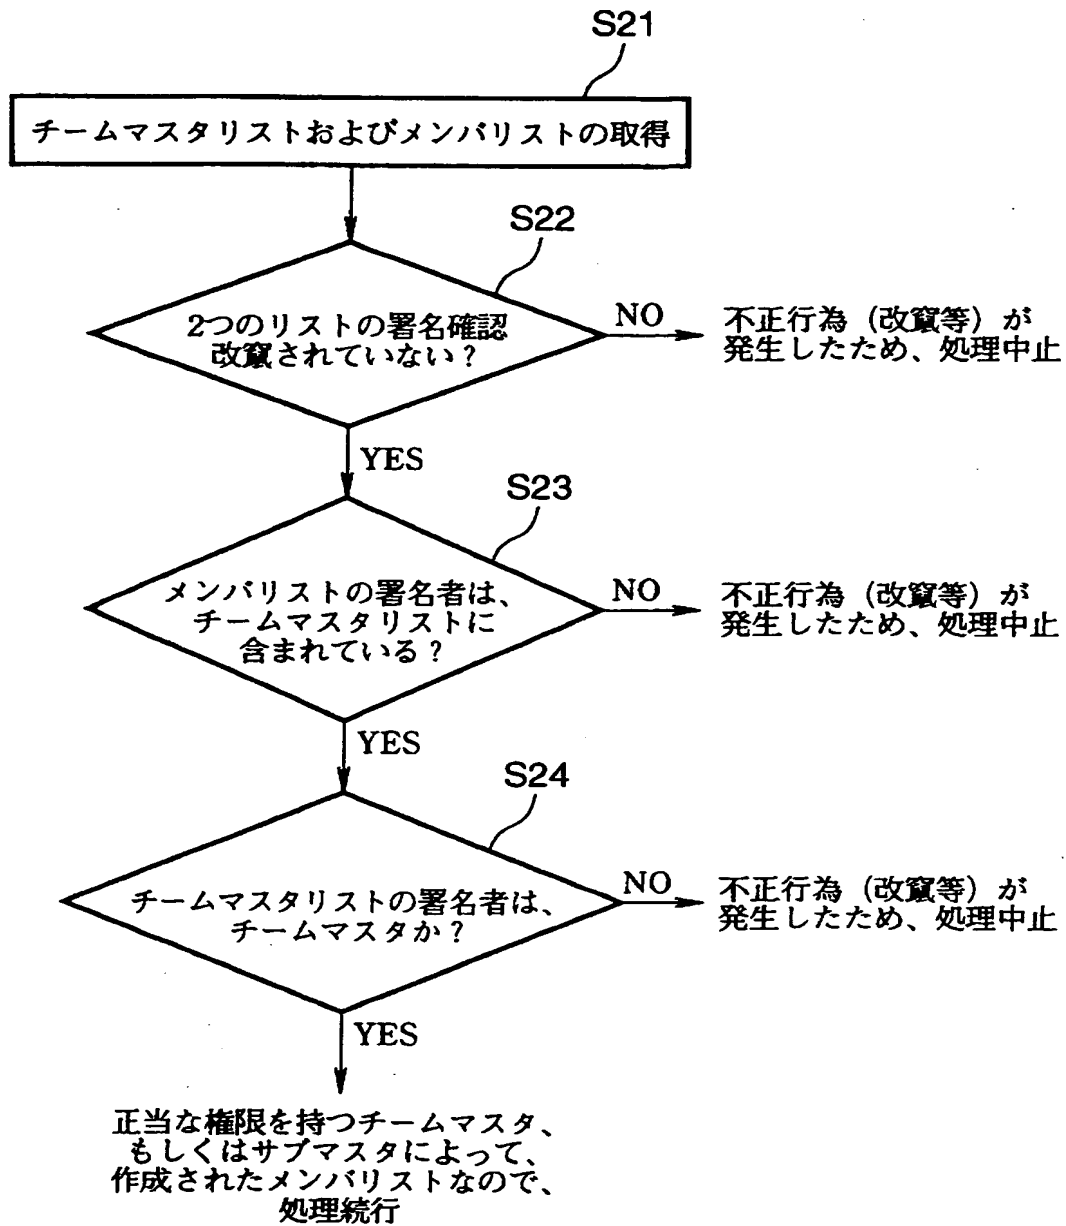 S21
チームマスタリストおよびメンバリストの取得
S22
2つのリストの署名確認
改竄されていない?
NO
不正行為(改竄等)が
発生したため、処理中止
YES
S23
メンバリストの署名者は、
チームマスタリストに
含まれている?
NO
不正行為(改竄等)が
発生したため、処理中止
YES
S24
チームマスタリストの署名者は、
チームマスタか?
NO
不正行為(改竄等)が
発生したため、処理中止
YES
正当な権限を持つチームマスタ、
もしくはサブマスタによって、
作成されたメンバリストなので、
処理続行